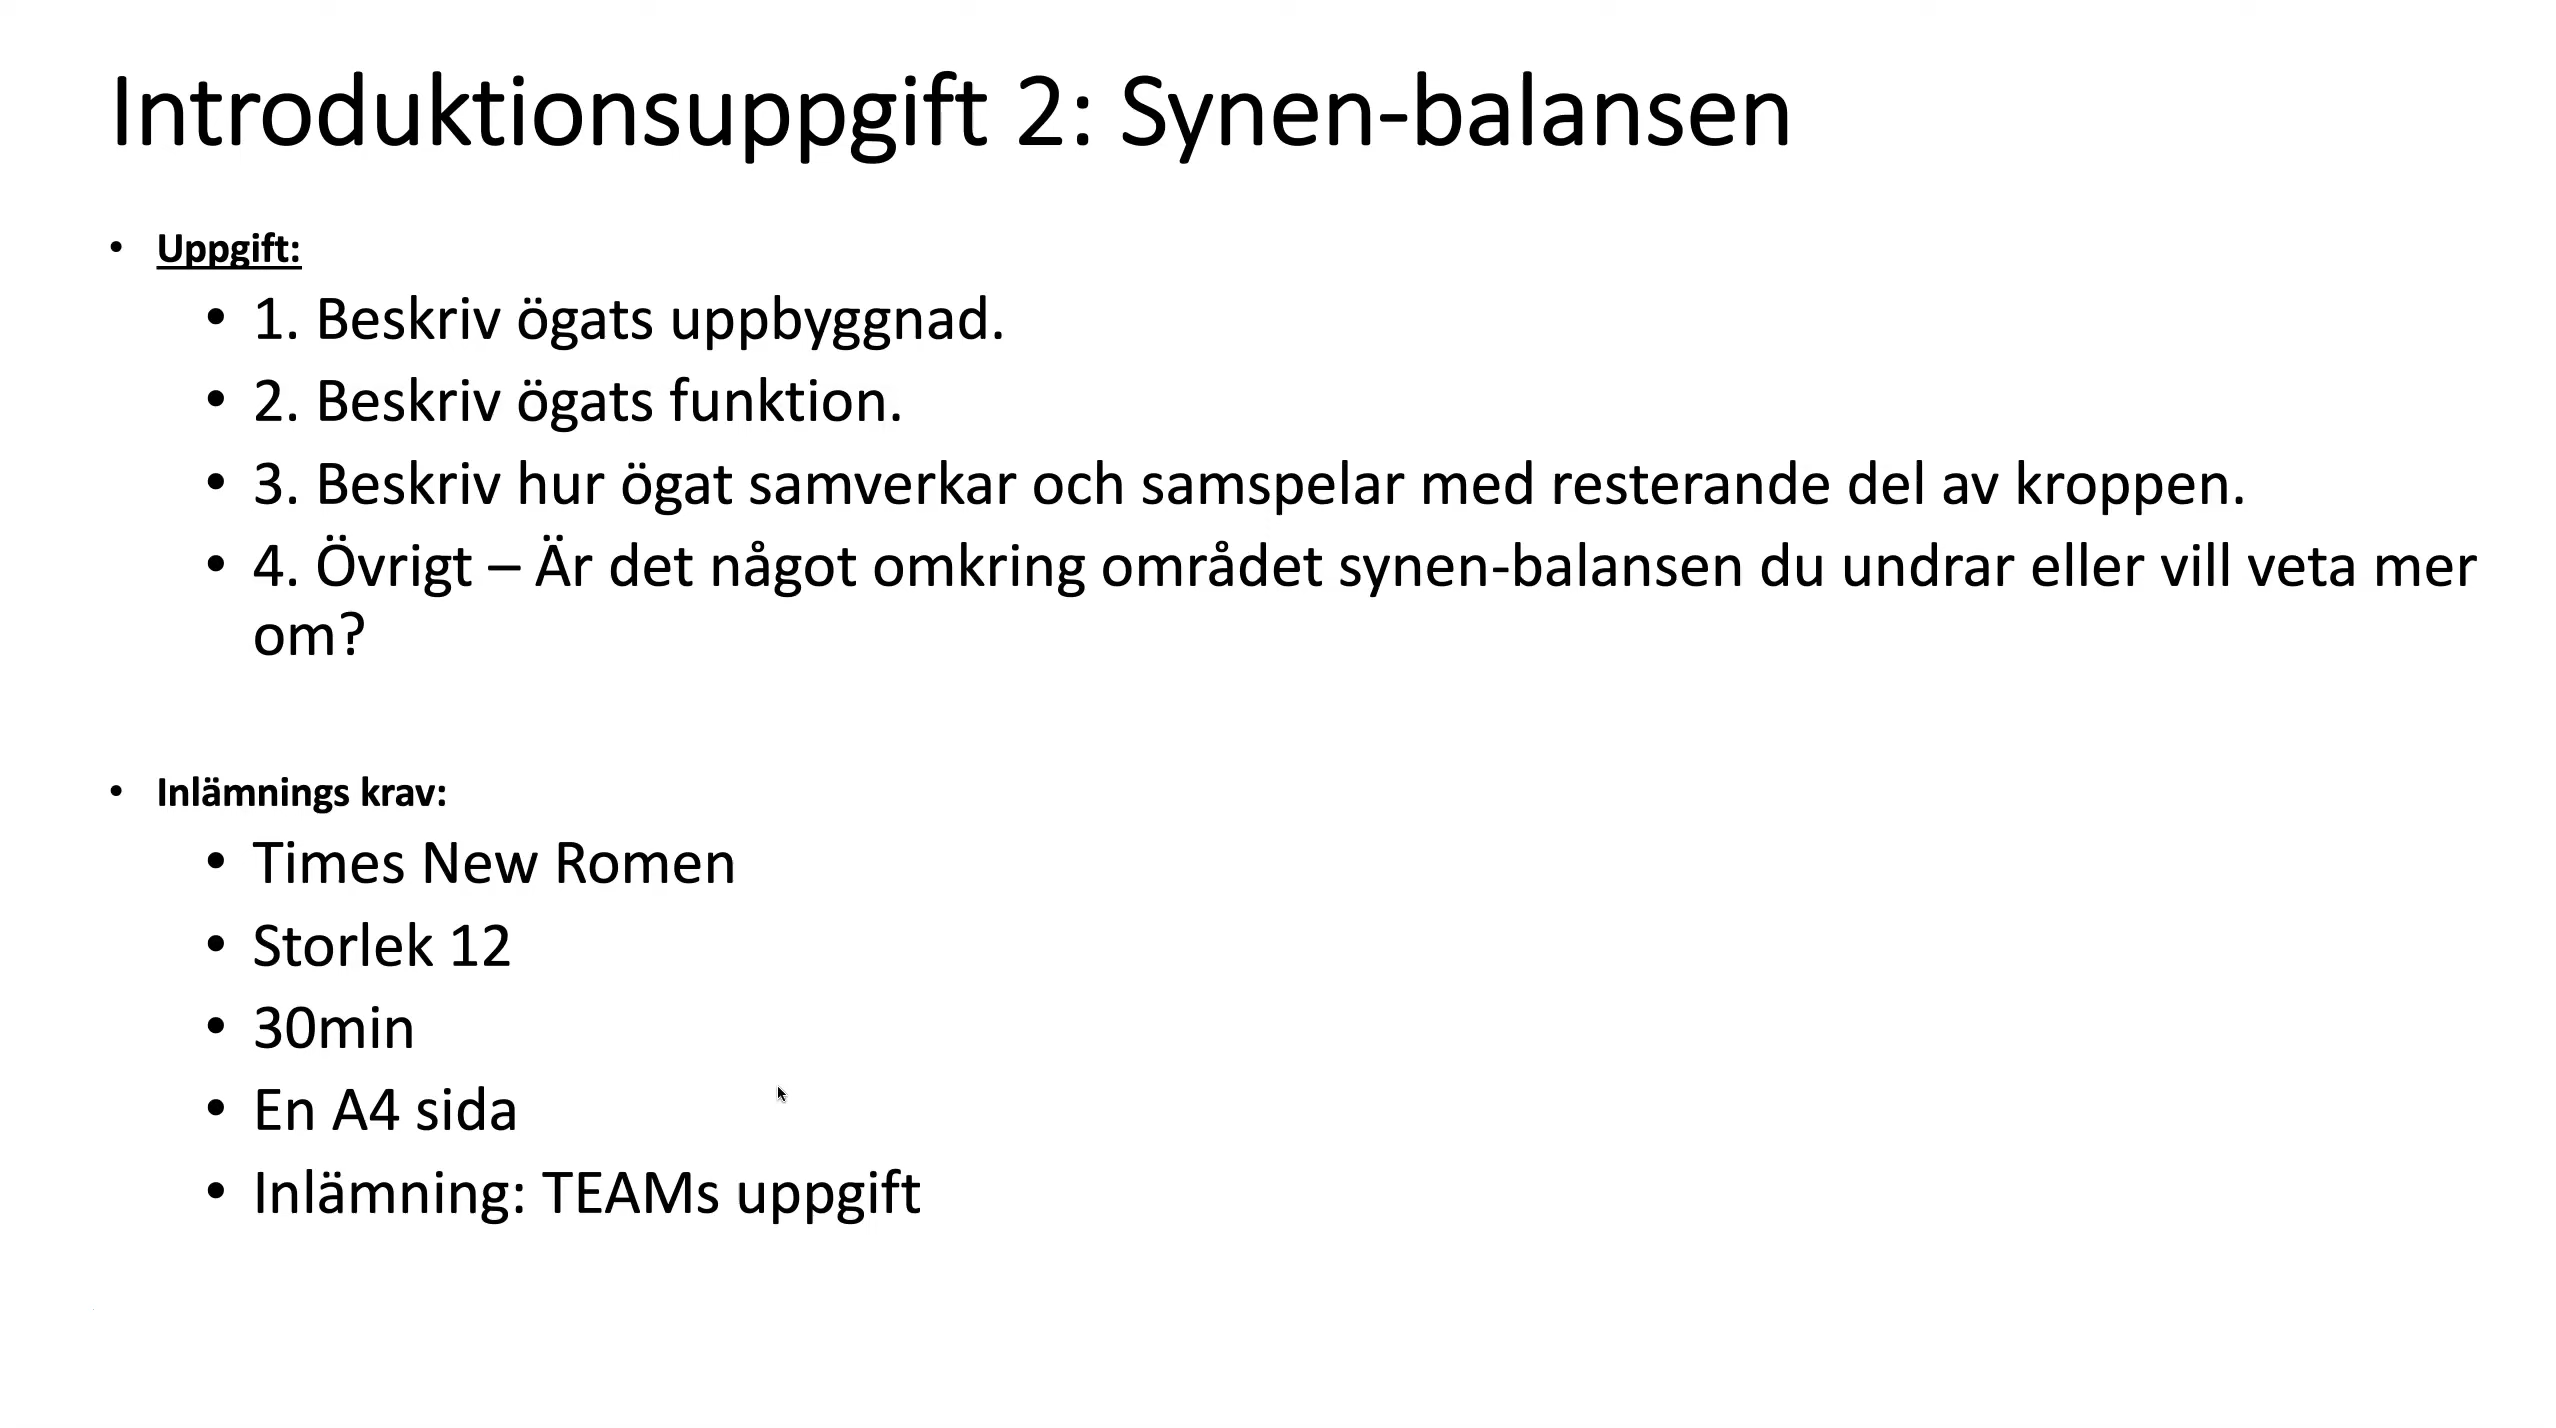 Introduktionsuppgift 2: Synen-balansen
• Uppgift:
• 1. Beskriv ögats uppbyggnad.
• 2. Beskriv ögats funktion.
• 3. Beskriv hur ögat samverkar och samspelar med resterande del av kroppen.
• 4. Övrigt – Är det något omkring området synen-balansen du undrar eller vill veta mer
om?
• Inlämnings krav:
• Times New Romen
• Storlek 12
• 30min
• En A4 sida
• Inlämning: TEAMs uppgift